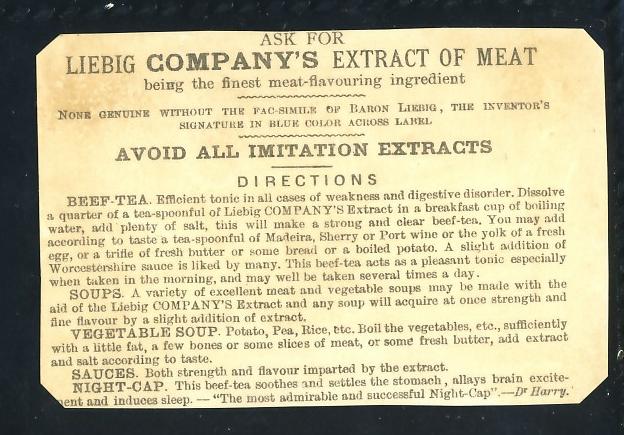 ASK FOR
LIEBIG COMPANY'S EXTRACT OF MEAT
being the finest meat-flavouring ingredient
NONE GENUINE WITHOUT THE FAC-SIMILE OF BARON LIEBIG, THE INVENTOR'S
SIGNATURE IN BLUE COLOR ACROSS LABEL
AVOID ALL IMITATION EXTRACTS
DIRECTIONS
BEEF-TEA. Efficient tonic in all cases of weakness and digestive disorder. Dissolve
a quarter of a tea-spoonful of Liebig COMPANY'S Extract in a breakfast cup of boiling
water, add plenty of salt, this will make a strong and clear beef-tea. You may add
according to taste a tea-spoonful of Madeira, Sherry or Port wine or the yolk of a fresh
egg, or a trifle of fresh butter or some bread or a boiled potato. A slight addition of
Worcestershire sauce is liked by many. This beef-tea acts as a pleasant tonic especially
when taken in the morning, and may well be taken several times a day.
SOUPS. A variety of excellent meat and vegetable soups may be made with the
aid of the Liebig COMPANY'S Extract and any soup will acquire at once strength and
fine flavour by a slight addition of extract.
VEGETABLE SOUP. Potato, Pea, Rice, etc. Boil the vegetables, etc., sufficiently
with a little fat, a few bones or some slices of meat, or some fresh butter, add extract
and salt according to taste.
SAUCES. Both strength and flavour imparted by the extract.
NIGHT-CAP. This beef-tea soothes and settles the stomach, allays brain excite-
ment and induces sleep. — "The most admirable and successful Night-Cap".—Dr Harry.